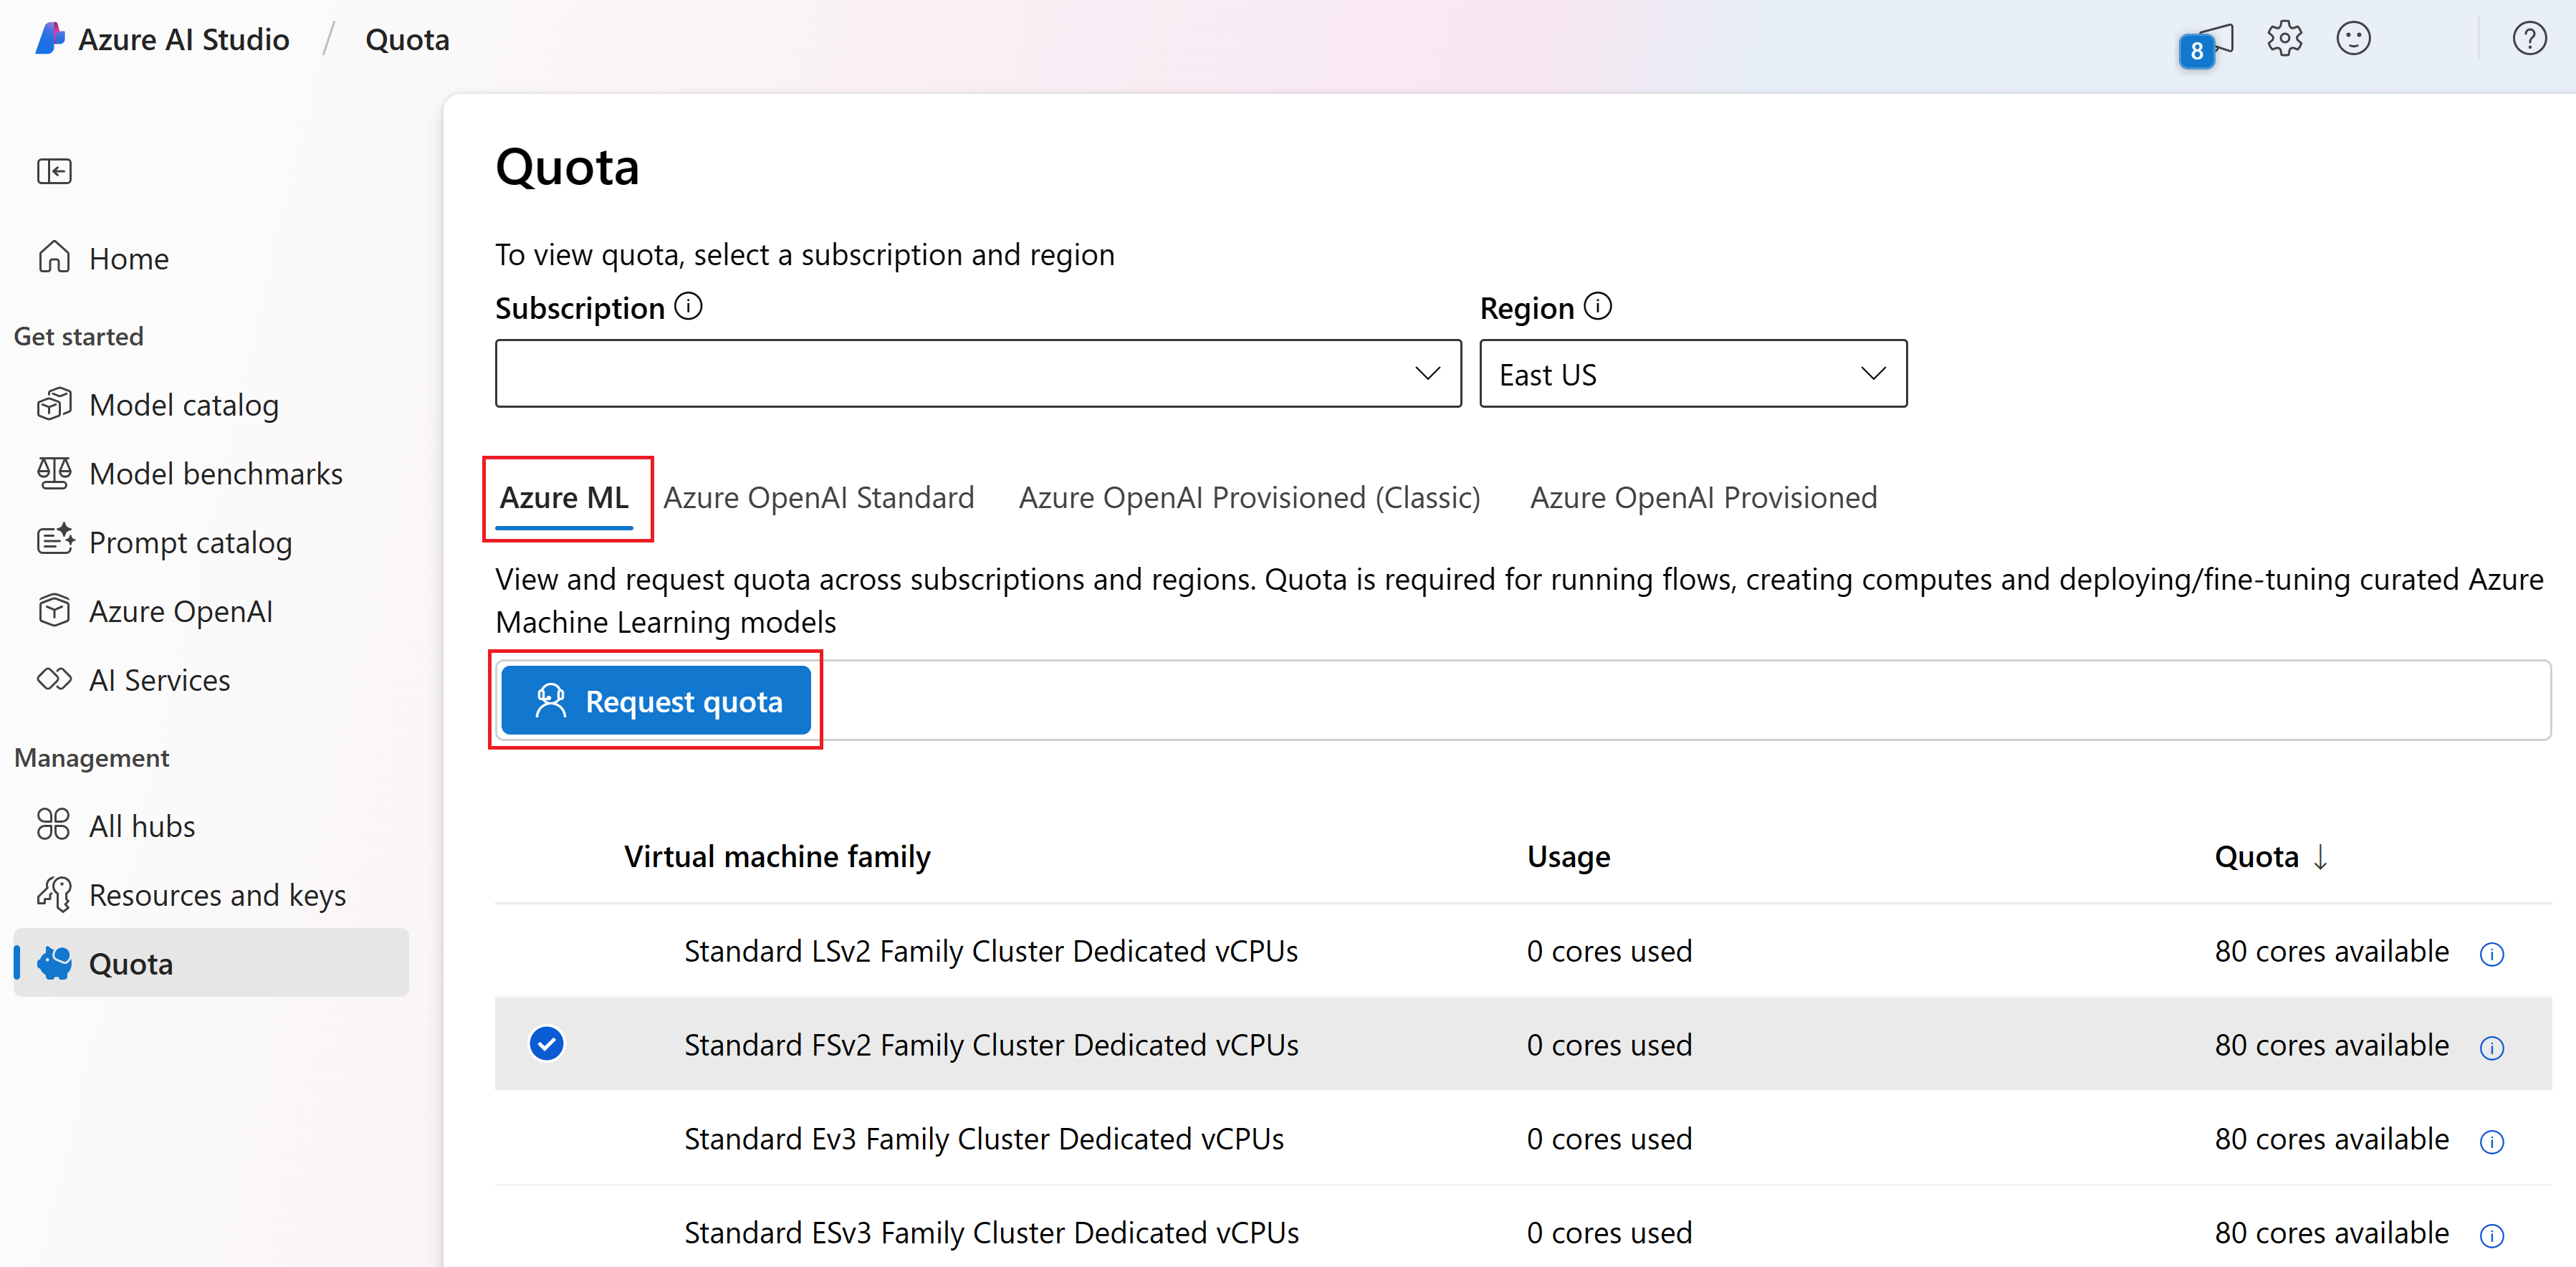 Azure AI Studio / Quota
8
Home
Get started
Model catalog
Model benchmarks
Prompt catalog
Azure OpenAI
AI Services
Management
All hubs
Resources and keys
Quota
Quota
To view quota, select a subscription and region
Subscription
Region
East US
Azure ML Azure OpenAI Standard Azure OpenAI Provisioned (Classic) Azure OpenAI Provisioned
View and request quota across subscriptions and regions. Quota is required for running flows, creating computes and deploying/fine-tuning curated Azure
Machine Learning models
Request quota
Virtual machine family Usage Quota ↓
Standard LSv2 Family Cluster Dedicated vCPUs 0 cores used 80 cores available
Standard FSv2 Family Cluster Dedicated vCPUs 0 cores used 80 cores available
Standard Ev3 Family Cluster Dedicated vCPUs 0 cores used 80 cores available
Standard ESv3 Family Cluster Dedicated vCPUs 0 cores used 80 cores available